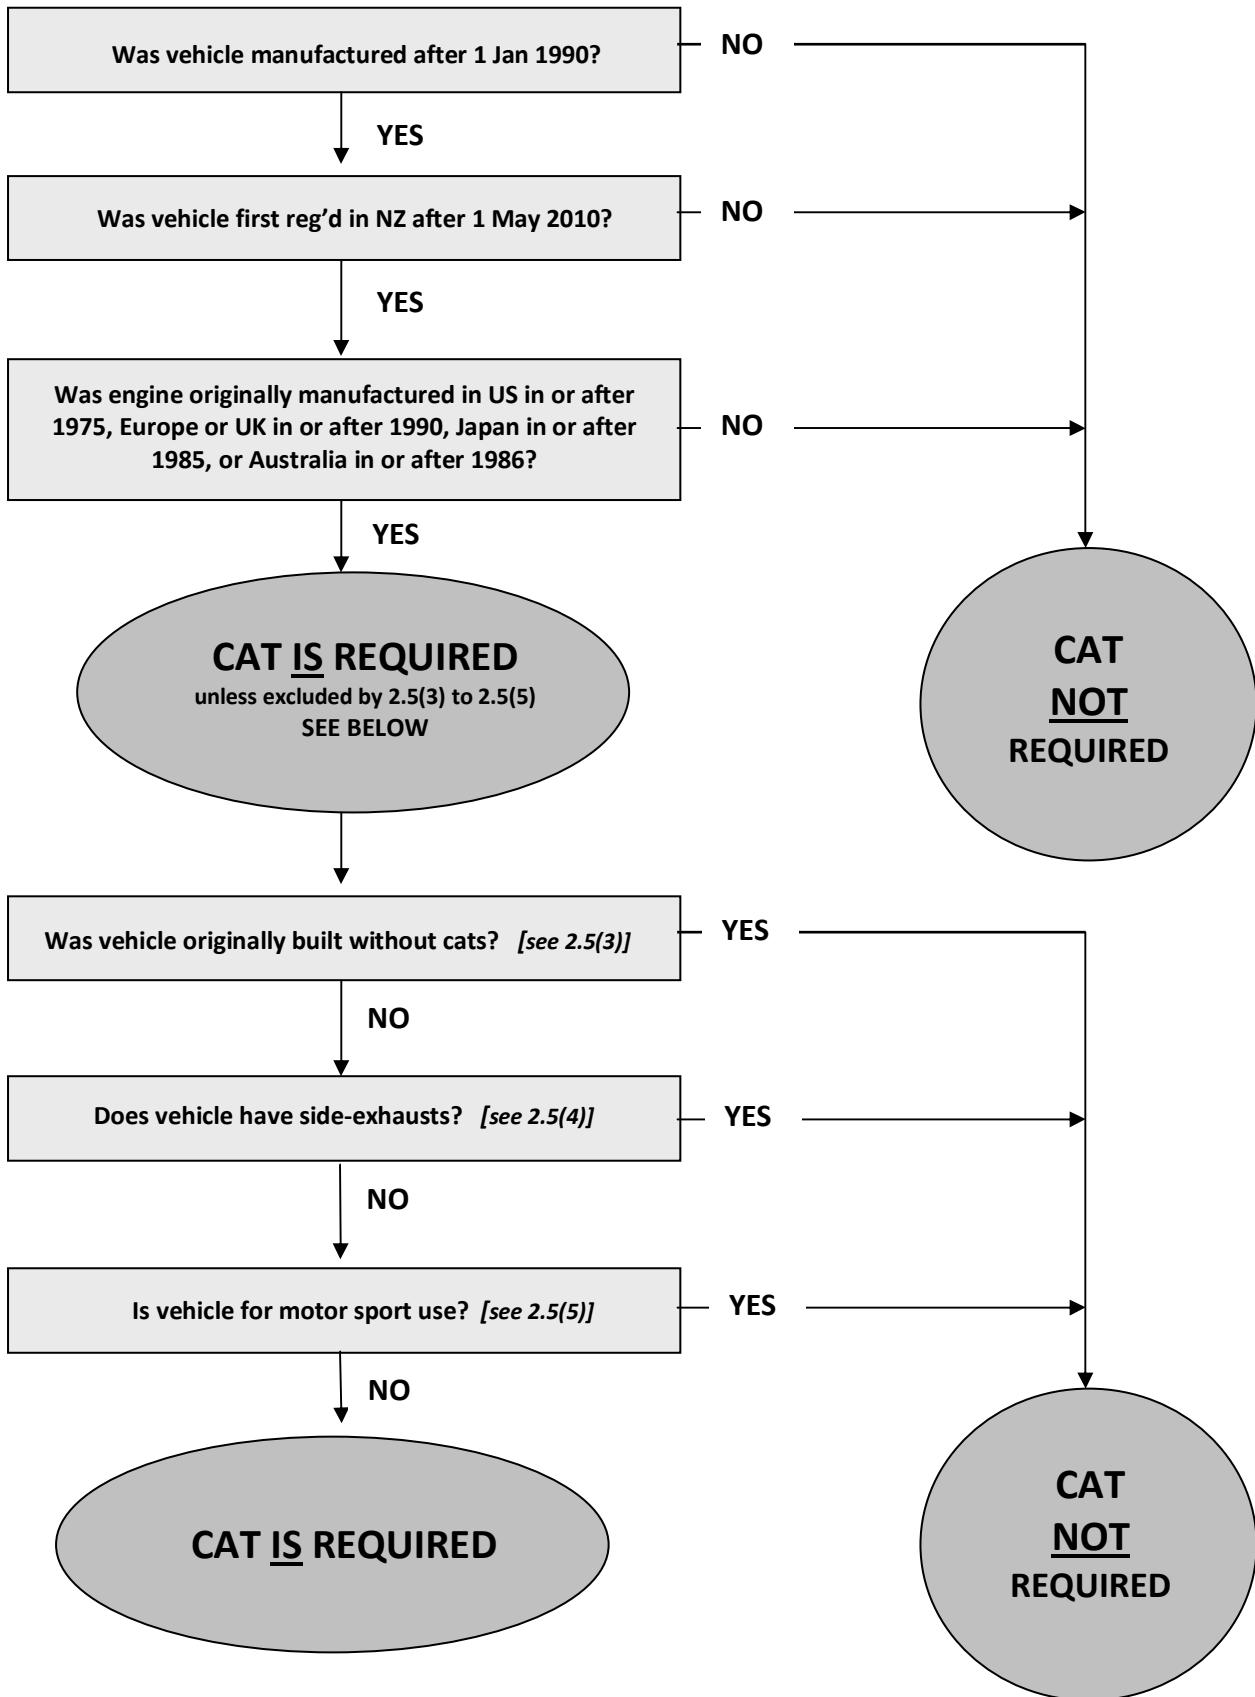 Was vehicle manufactured after 1 Jan 1990?
NO
YES
Was vehicle first reg’d in NZ after 1 May 2010?
NO
YES
Was engine originally manufactured in US in or after
1975, Europe or UK in or after 1990, Japan in or after
1985, or Australia in or after 1986?
NO
YES
CAT IS REQUIRED
unless excluded by 2.5(3) to 2.5(5)
SEE BELOW
CAT
NOT
REQUIRED
Was vehicle originally built without cats? [see 2.5(3)]
YES
NO
Does vehicle have side-exhausts? [see 2.5(4)]
YES
NO
Is vehicle for motor sport use? [see 2.5(5)]
YES
NO
CAT IS REQUIRED
CAT
NOT
REQUIRED